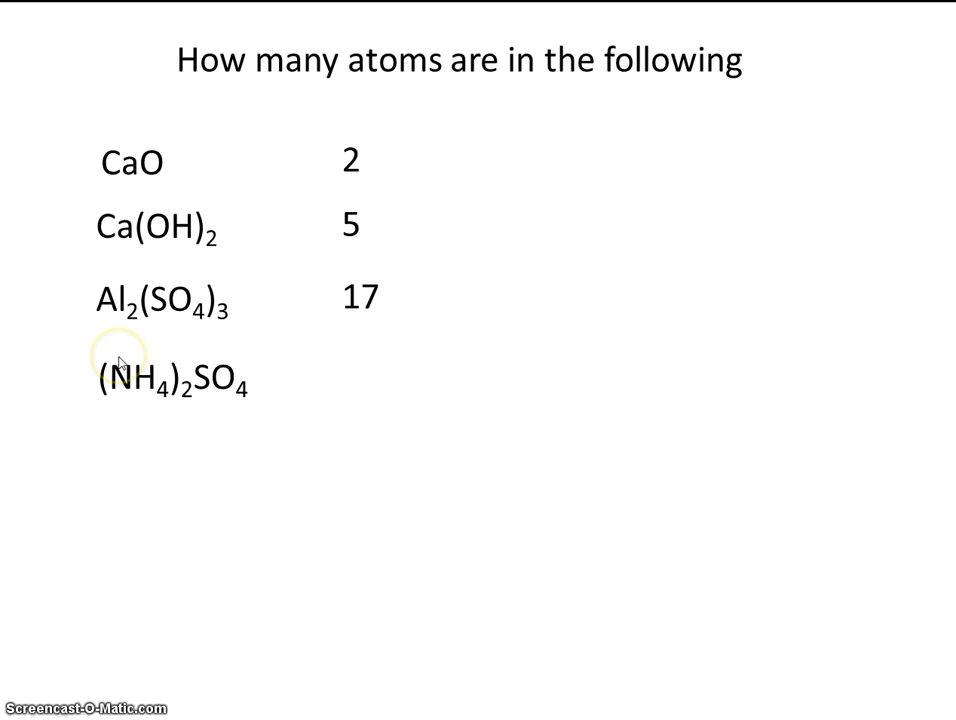 How many atoms are in the following
CaO 2
Ca(OH)₂ 5
Al₂(SO₄)₃ 17
(NH₄)₂SO₄
Screencast-O-Matic.com